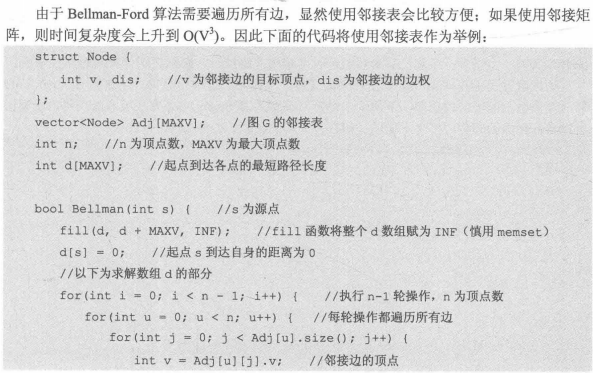 由于 Bellman-Ford 算法需要遍历所有边，显然使用邻接表会比较方便；如果使用邻接矩
阵，则时间复杂度会上升到 O(V³)。因此下面的代码将使用邻接表作为举例：
struct Node {
    int v, dis;    //v 为邻接边的目标顶点，dis 为邻接边的边权
};
vector<Node> Adj[MAXV];    //图 G 的邻接表
int n;    //n 为顶点数，MAXV 为最大顶点数
int d[MAXV];    //起点到达各点的最短路径长度
bool Bellman(int s) {    //s 为源点
    fill(d, d + MAXV, INF);    //fill 函数将整个 d 数组赋为 INF（慎用 memset）
    d[s] = 0;    //起点 s 到达自身的距离为 0
    //以下为求解数组 d 的部分
    for(int i = 0; i < n - 1; i++) {    //执行 n-1 轮操作，n 为顶点数
        for(int u = 0; u < n; u++) {    //每轮操作都遍历所有边
            for(int j = 0; j < Adj[u].size(); j++) {
                int v = Adj[u][j].v;    //邻接边的顶点